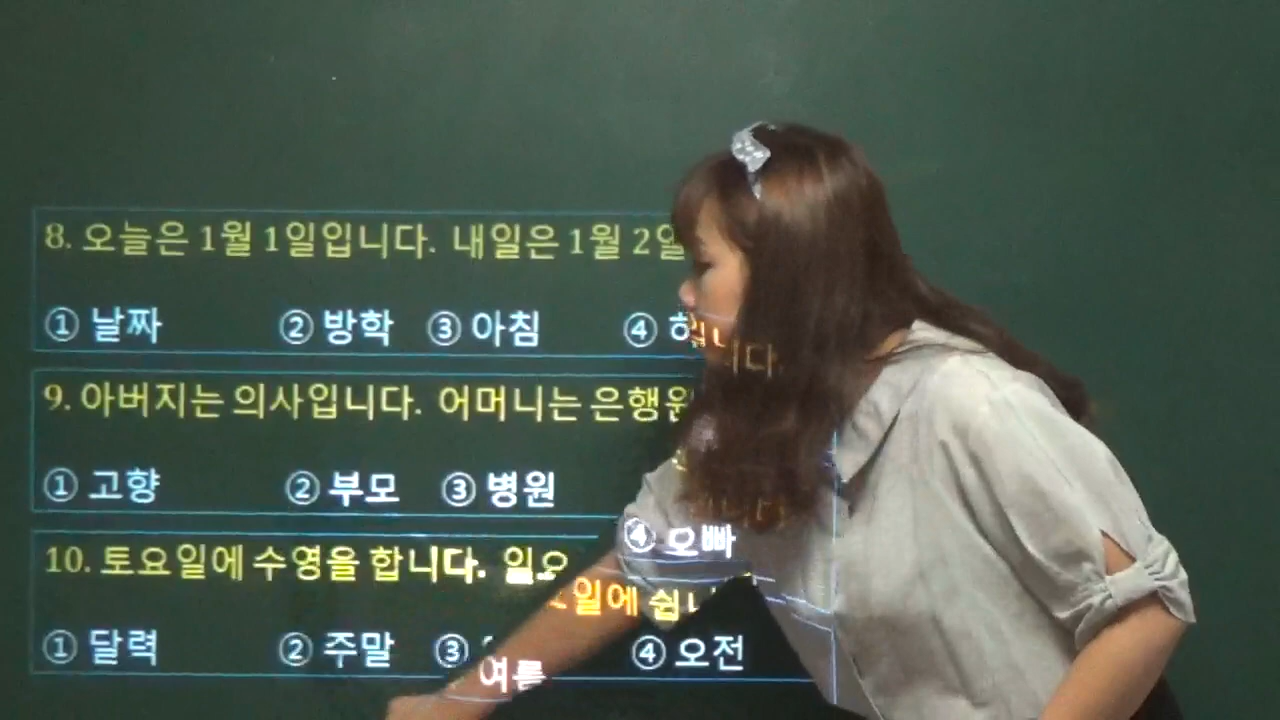 8. 오늘은 1월 1일입니다. 내일은 1월 2일
입니다.
① 날짜 ② 방학 ③ 아침 ④
9. 아버지는 의사입니다. 어머니는 은행원
① 고향 ② 부모 ③ 병원 ④ 오빠
10. 토요일에 수영을 합니다. 일요일에 쉽니
① 달력 ② 주말 ③ 여름 ④ 오전